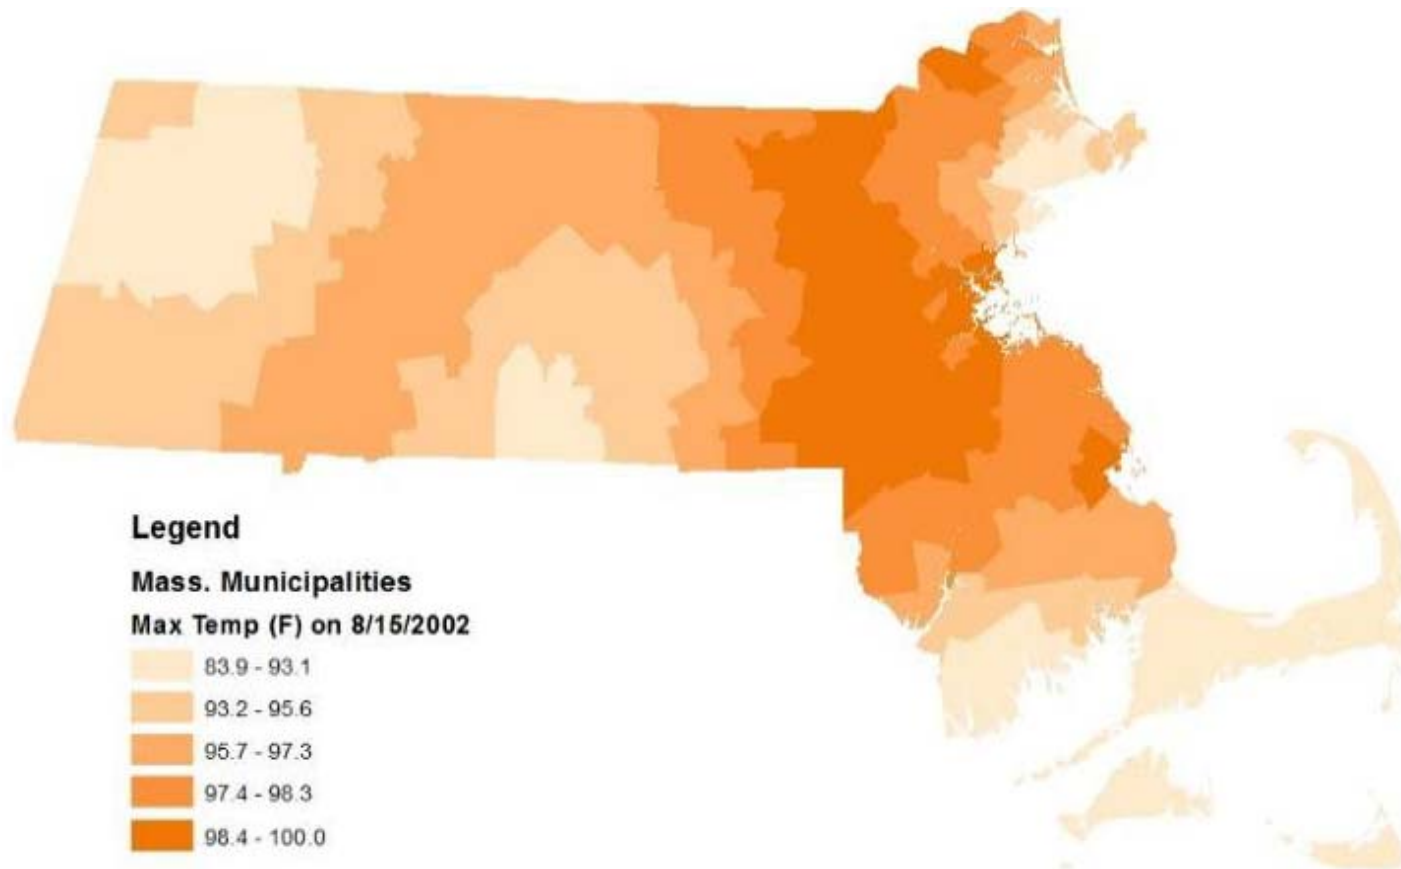 Legend
Mass. Municipalities
Max Temp (F) on 8/15/2002
83.9 - 93.1
93.2 - 95.6
95.7 - 97.3
97.4 - 98.3
98.4 - 100.0